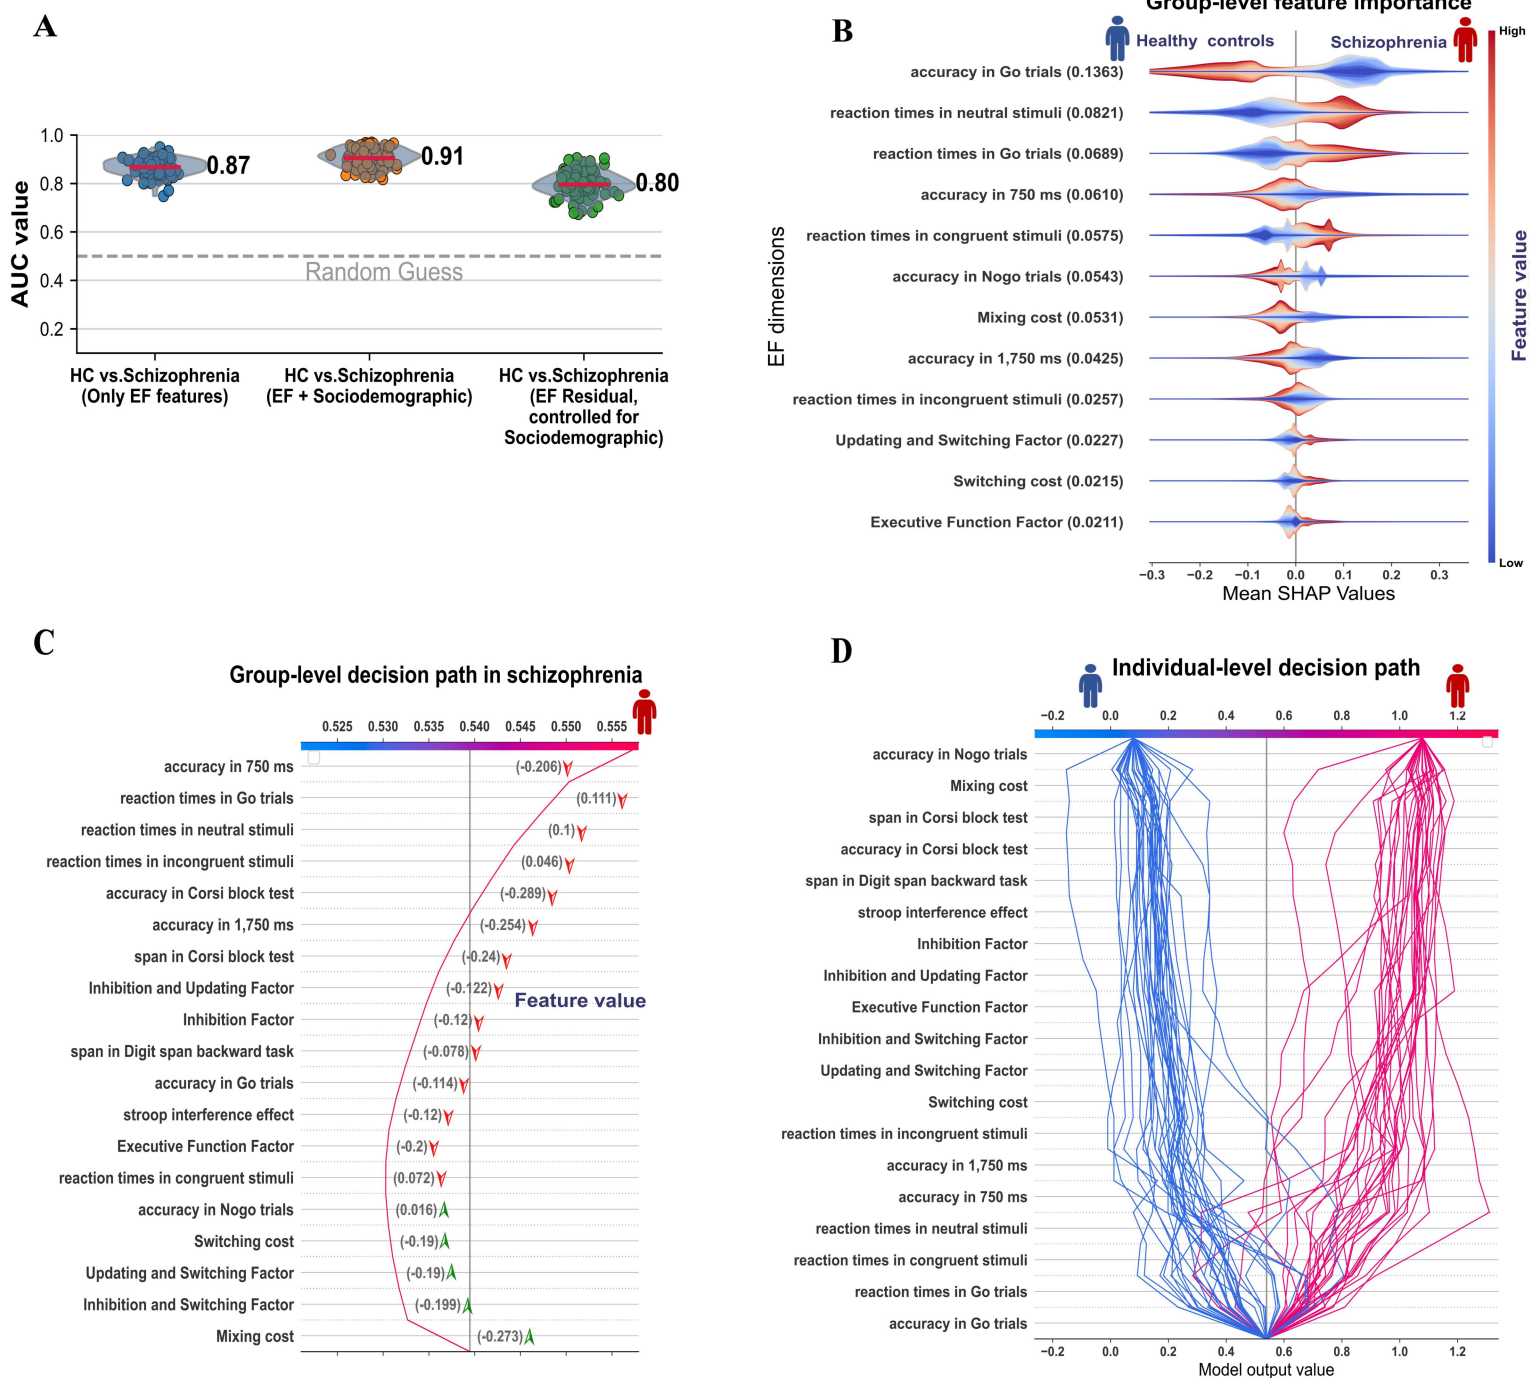 A
1.0
0.8
0.6
0.4
0.2
AUC value
0.87
0.91
0.80
Random Guess
HC vs.Schizophrenia
(Only EF features)
HC vs.Schizophrenia
(EF + Sociodemographic)
HC vs.Schizophrenia
(EF Residual,
controlled for
Sociodemographic)
B
Group-level feature importance
Healthy controls
Schizophrenia
High
Low
Feature value
EF dimensions
accuracy in Go trials (0.1363)
reaction times in neutral stimuli (0.0821)
reaction times in Go trials (0.0689)
accuracy in 750 ms (0.0610)
reaction times in congruent stimuli (0.0575)
accuracy in Nogo trials (0.0543)
Mixing cost (0.0531)
accuracy in 1,750 ms (0.0425)
reaction times in incongruent stimuli (0.0257)
Updating and Switching Factor (0.0227)
Switching cost (0.0215)
Executive Function Factor (0.0211)
−0.3 −0.2 −0.1 0.0 0.1 0.2 0.3
Mean SHAP Values
C
Group-level decision path in schizophrenia
0.525 0.530 0.535 0.540 0.545 0.550 0.555
accuracy in 750 ms (-0.206)
reaction times in Go trials (0.111)
reaction times in neutral stimuli (0.1)
reaction times in incongruent stimuli (0.046)
accuracy in Corsi block test (-0.289)
accuracy in 1,750 ms (-0.254)
span in Corsi block test (-0.24)
Inhibition and Updating Factor (-0.122)
Feature value
Inhibition Factor (-0.12)
span in Digit span backward task (-0.078)
accuracy in Go trials (-0.114)
stroop interference effect (-0.12)
Executive Function Factor (-0.2)
reaction times in congruent stimuli (0.072)
accuracy in Nogo trials (0.016)
Switching cost (-0.19)
Updating and Switching Factor (-0.19)
Inhibition and Switching Factor (-0.199)
Mixing cost (-0.273)
D
Individual-level decision path
−0.2 0.0 0.2 0.4 0.6 0.8 1.0 1.2
accuracy in Nogo trials
Mixing cost
span in Corsi block test
accuracy in Corsi block test
span in Digit span backward task
stroop interference effect
Inhibition Factor
Inhibition and Updating Factor
Executive Function Factor
Inhibition and Switching Factor
Updating and Switching Factor
Switching cost
reaction times in incongruent stimuli
accuracy in 1,750 ms
accuracy in 750 ms
reaction times in neutral stimuli
reaction times in congruent stimuli
reaction times in Go trials
accuracy in Go trials
−0.2 0.0 0.2 0.4 0.6 0.8 1.0 1.2
Model output value